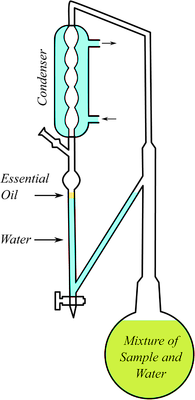 Condenser
Essential
Oil
Water
Mixture of
Sample and
Water